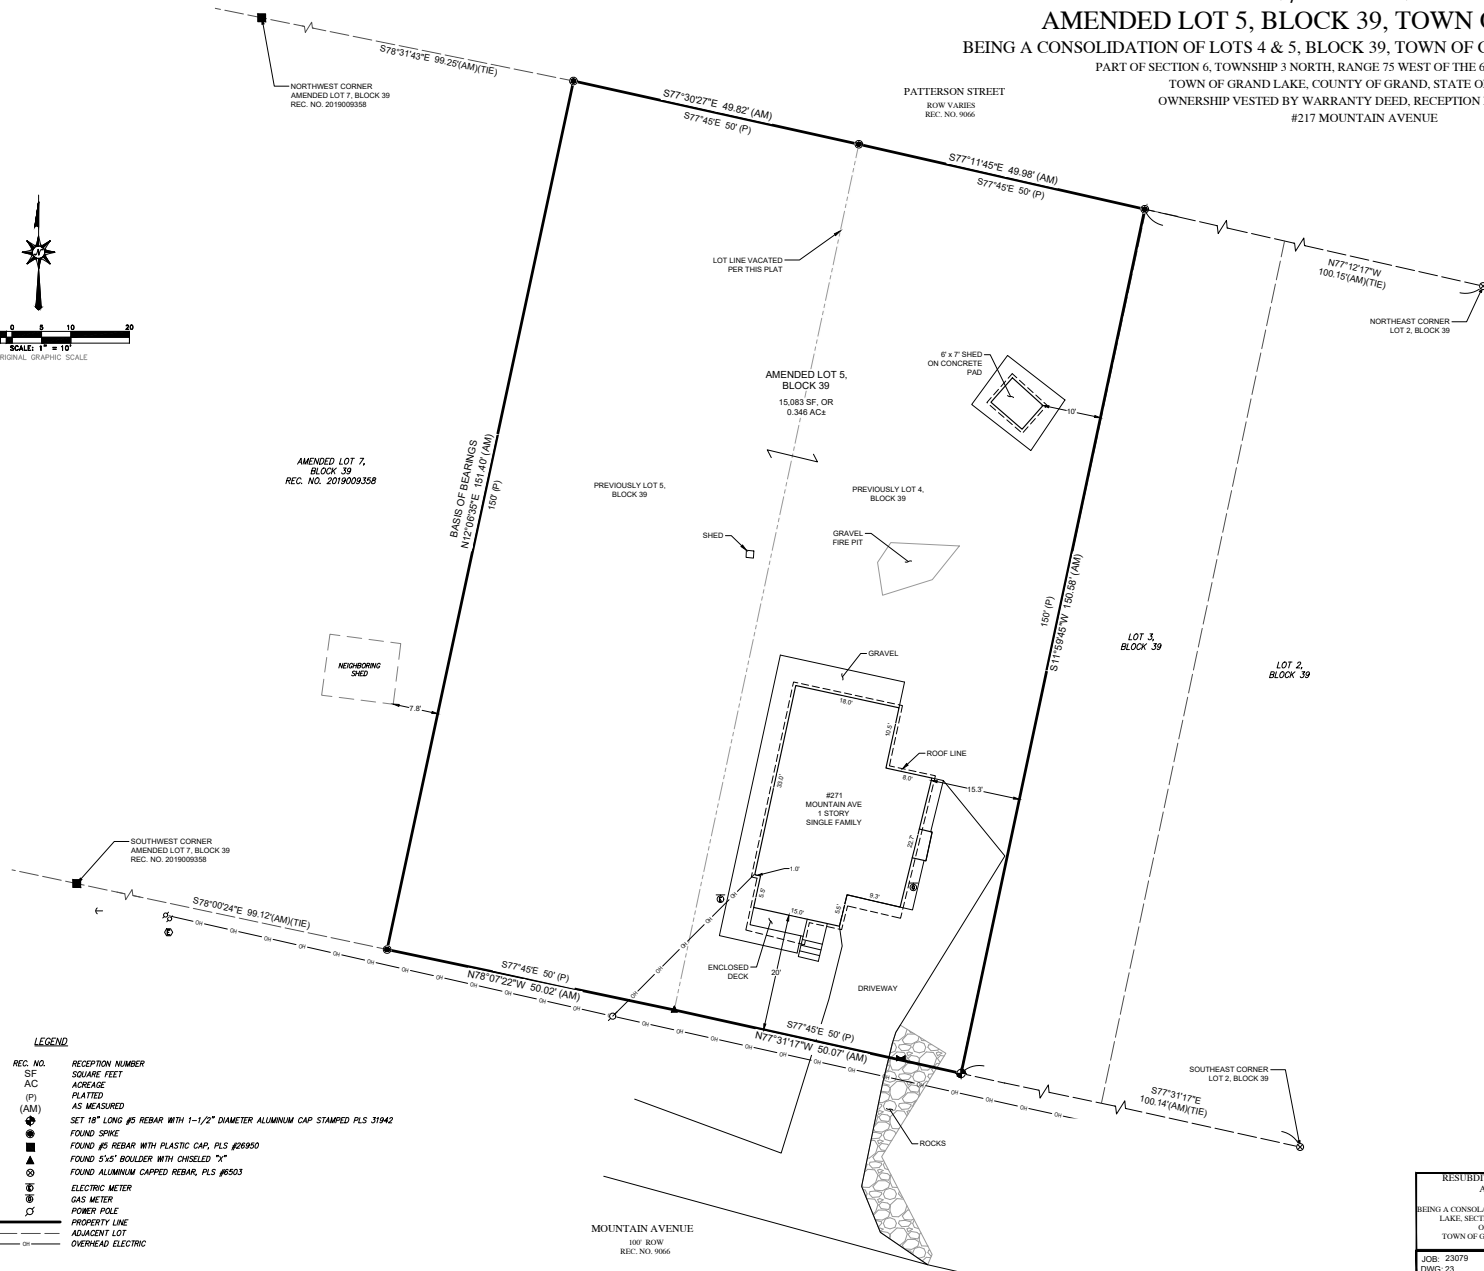 AMENDED LOT 5, BLOCK 39, TOWN
BEING A CONSOLIDATION OF LOTS 4 & 5, BLOCK 39, TOWN OF
PART OF SECTION 6, TOWNSHIP 3 NORTH, RANGE 75 WEST OF THE 6
TOWN OF GRAND LAKE, COUNTY OF GRAND, STATE
OWNERSHIP VESTED BY WARRANTY DEED, RECEPTION
#217 MOUNTAIN AVENUE
S78°31'43"E 99.25'(AM)(TIE)
NORTHWEST CORNER
AMENDED LOT 7, BLOCK 39
REC. NO. 2019009358
S77°30'27"E 49.82' (AM)
S77°45'E 50' (P)
PATTERSON STREET
ROW VARIES
REC. NO. 9066
S77°11'45"E 49.98' (AM)
S77°45'E 50' (P)
N77°12'17"W
100.15'(AM)(TIE)
NORTHEAST CORNER
LOT 2, BLOCK 39
N
0 5 10 20
SCALE: 1" = 10'
RIGINAL GRAPHIC SCALE
LOT LINE VACATED
PER THIS PLAT
AMENDED LOT 5,
BLOCK 39
15,083 SF, OR
0.346 AC±
6' x 7' SHED
ON CONCRETE
PAD
10'
AMENDED LOT 7,
BLOCK 39
REC. NO. 2019009358
BASIS OF BEARINGS
N12°06'35"E 151.40' (AM)
150' (P)
PREVIOUSLY LOT 5,
BLOCK 39
PREVIOUSLY LOT 4,
BLOCK 39
SHED
GRAVEL
FIRE PIT
150' (P)
S11°59'45"W 150.58' (AM)
LOT 3,
BLOCK 39
LOT 2,
BLOCK 39
NEIGHBORING
SHED
7.8'
GRAVEL
18.0'
10.5'
ROOF LINE
8.0'
15.3'
33.0'
#271
MOUNTAIN AVE
1 STORY
SINGLE FAMILY
22.7'
1.0'
5.5'
15.0'
5.5'
9.3'
20'
ENCLOSED
DECK
DRIVEWAY
SOUTHWEST CORNER
AMENDED LOT 7, BLOCK 39
REC. NO. 2019009358
S78°00'24"E 99.12'(AM)(TIE)
S77°45'E 50' (P)
N78°07'22"W 50.02' (AM)
S77°45'E 50' (P)
N77°31'17"W 50.07' (AM)
S77°31'17"E
100.14'(AM)(TIE)
SOUTHEAST CORNER
LOT 2, BLOCK 39
ROCKS
MOUNTAIN AVENUE
100' ROW
REC. NO. 9066
LEGEND
REC. NO. RECEPTION NUMBER
SF SQUARE FEET
AC ACREAGE
(P) PLATTED
(AM) AS MEASURED
SET 18" LONG #5 REBAR WITH 1-1/2" DIAMETER ALUMINUM CAP STAMPED PLS 31942
FOUND SPIKE
FOUND #5 REBAR WITH PLASTIC CAP, PLS #26950
FOUND 5'x5' BOULDER WITH CHISELED "X"
FOUND ALUMINUM CAPPED REBAR, PLS #6503
E ELECTRIC METER
G GAS METER
POWER POLE
PROPERTY LINE
ADJACENT LOT
OH OVERHEAD ELECTRIC
RESUBDI
A
BEING A CONSOLA
LAKE, SECT
O
TOWN OF G
JOB: 23079
DWG: 23